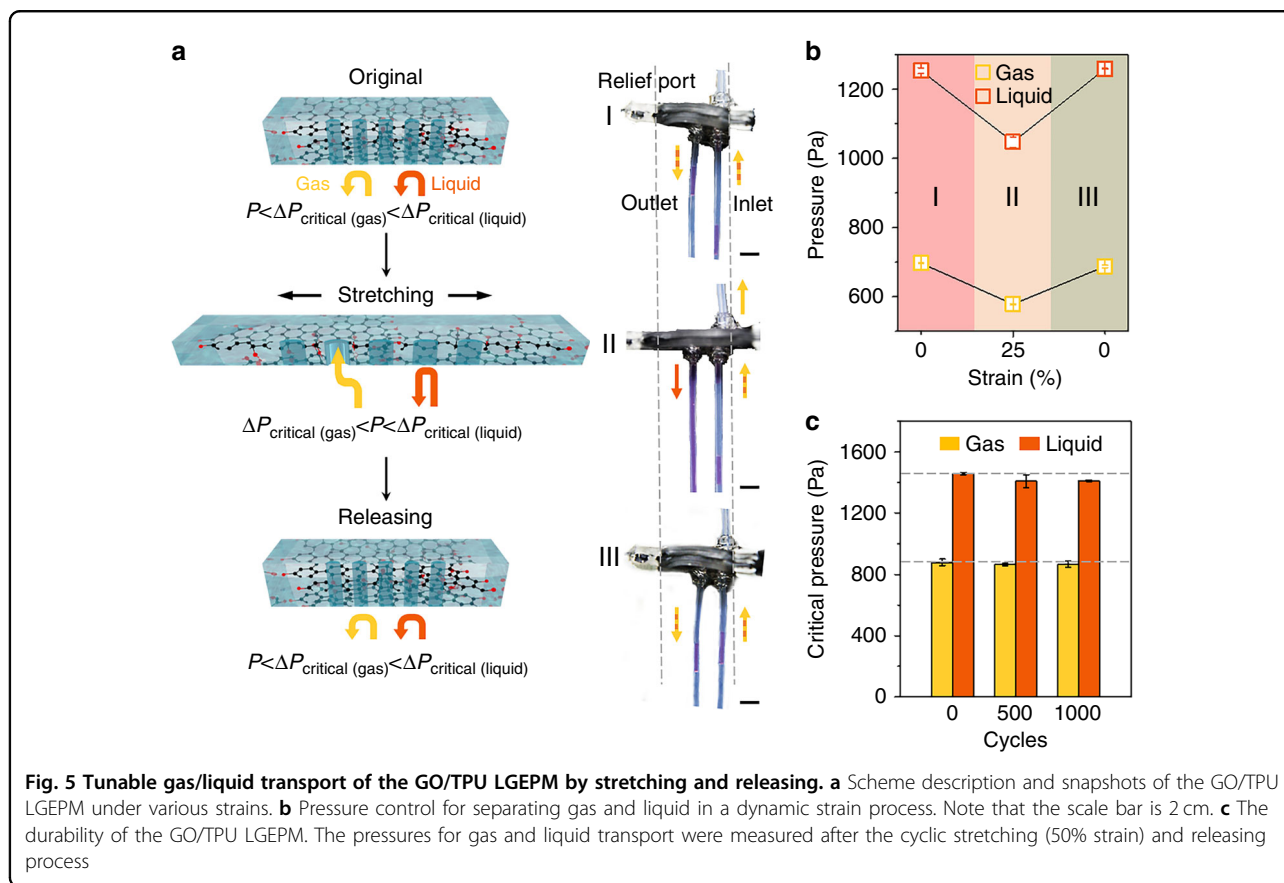 a
Original
Gas
Liquid
P<ΔPcritical (gas)<ΔPcritical (liquid)
Stretching
ΔPcritical (gas)<P<ΔPcritical (liquid)
Releasing
P<ΔPcritical (gas)<ΔPcritical (liquid)
Relief port
I
Outlet
Inlet
II
III
b
Gas
Liquid
Pressure (Pa)
1200
1000
800
600
I
II
III
0
25
0
Strain (%)
c
Gas
Liquid
Critical pressure (Pa)
1600
1200
800
400
0
0
500
1000
Cycles
Fig. 5 Tunable gas/liquid transport of the GO/TPU LGEPM by stretching and releasing. a Scheme description and snapshots of the GO/TPU
LGEPM under various strains. b Pressure control for separating gas and liquid in a dynamic strain process. Note that the scale bar is 2 cm. c The
durability of the GO/TPU LGEPM. The pressures for gas and liquid transport were measured after the cyclic stretching (50% strain) and releasing
process